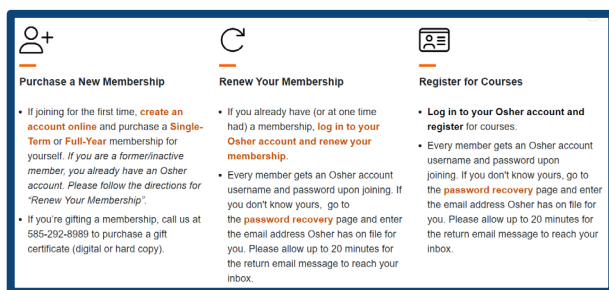 Purchase a New Membership
• If joining for the first time, create an
account online and purchase a Single-
Term or Full-Year membership for
yourself. If you are a former/inactive
member, you already have an Osher
account. Please follow the directions for
"Renew Your Membership".
• If you're gifting a membership, call us at
585-292-8989 to purchase a gift
certificate (digital or hard copy).
Renew Your Membership
• If you already have (or at one time
had) a membership, log in to your
Osher account and renew your
membership.
• Every member gets an Osher account
username and password upon joining. If
you don't know yours, go to
the password recovery page and enter
the email address Osher has on file for
you. Please allow up to 20 minutes for
the return email message to reach your
inbox.
Register for Courses
• Log in to your Osher account and
register for courses.
• Every member gets an Osher account
username and password upon
joining. If you don't know yours, go to
the password recovery page and enter
the email address Osher has on file for
you. Please allow up to 20 minutes for
the return email message to reach your
inbox.